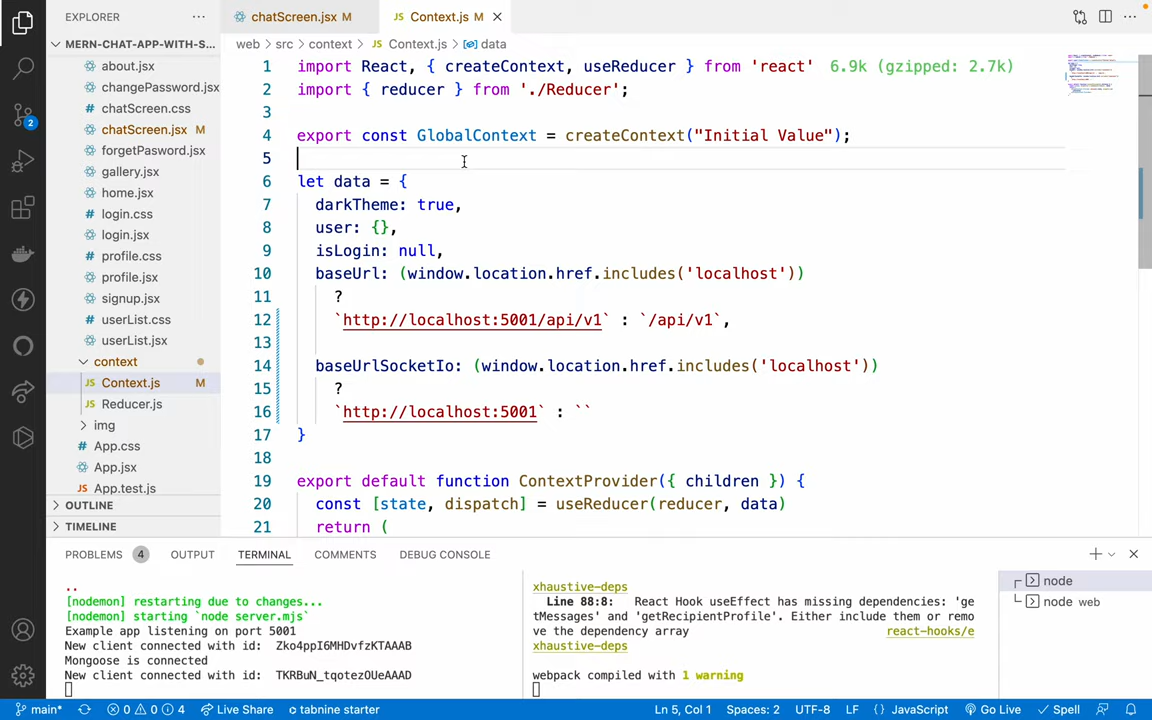 EXPLORER
MERN-CHAT-APP-WITH-S...
about.jsx
changePassword.jsx
chatScreen.css
chatScreen.jsx M
forgetPasword.jsx
gallery.jsx
home.jsx
login.css
login.jsx
profile.css
profile.jsx
signup.jsx
userList.css
userList.jsx
context
JS Context.js M
JS Reducer.js
img
App.css
App.jsx
JS App.test.js
OUTLINE
TIMELINE
2
chatScreen.jsx M
JS Context.js M
web > src > context > JS Context.js > data
1 import React, { createContext, useReducer } from 'react' 6.9k (gzipped: 2.7k)
2 import { reducer } from './Reducer';
3
4 export const GlobalContext = createContext("Initial Value");
5
6 let data = {
7 darkTheme: true,
8 user: {},
9 isLogin: null,
10 baseUrl: (window.location.href.includes('localhost'))
11 ?
12 `http://localhost:5001/api/v1` : `/api/v1`,
13
14 baseUrlSocketIo: (window.location.href.includes('localhost'))
15 ?
16 `http://localhost:5001` : ``
17 }
18
19 export default function ContextProvider({ children }) {
20 const [state, dispatch] = useReducer(reducer, data)
21 return (
PROBLEMS 4 OUTPUT TERMINAL COMMENTS DEBUG CONSOLE
..
[nodemon] restarting due to changes...
[nodemon] starting `node server.mjs`
Example app listening on port 5001
New client connected with id: Zko4ppI6MHDvfzKTAAAB
Mongoose is connected
New client connected with id: TKRBuN_tqotezOUeAAAD
xhaustive-deps
Line 88:8: React Hook useEffect has missing dependencies: 'ge
tMessages' and 'getRecipientProfile'. Either include them or remo
ve the dependency array react-hooks/e
xhaustive-deps
webpack compiled with 1 warning
node
node web
main* 0 0 4 Live Share tabnine starter Ln 5, Col 1 Spaces: 2 UTF-8 LF {} JavaScript Go Live Spell